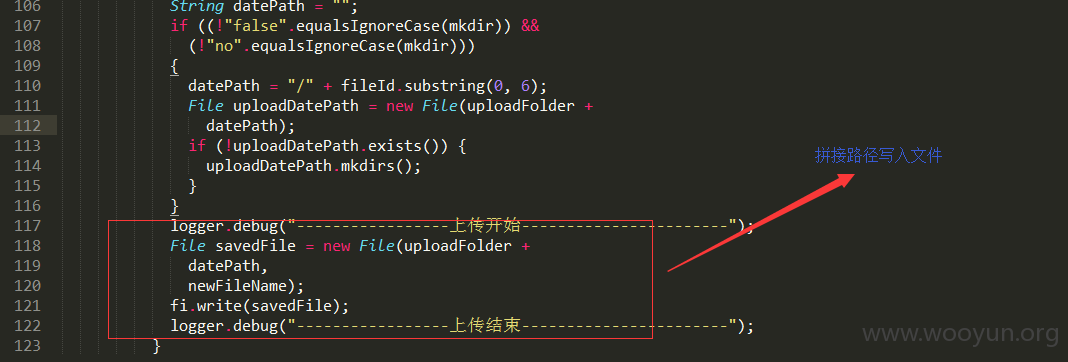 106 String datePath = "";
107 if ((!"false".equalsIgnoreCase(mkdir)) &&
108 (!"no".equalsIgnoreCase(mkdir)))
109 {
110 datePath = "/" + fileId.substring(0, 6);
111 File uploadDatePath = new File(uploadFolder +
112 datePath);
113 if (!uploadDatePath.exists()) {
114 uploadDatePath.mkdirs();
115 }
116 }
117 logger.debug("-----------------上传开始-----------------------");
118 File savedFile = new File(uploadFolder +
119 datePath,
120 newFileName);
121 fi.write(savedFile);
122 logger.debug("-----------------上传结束-----------------------");
123 }
拼接路径写入文件
www.wooyun.org